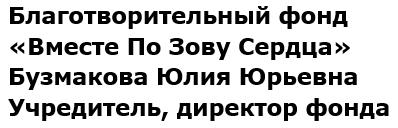 Благотворительный фонд
«Вместе По Зову Сердца»
Бузмакова Юлия Юрьевна
Учредитель, директор фонда